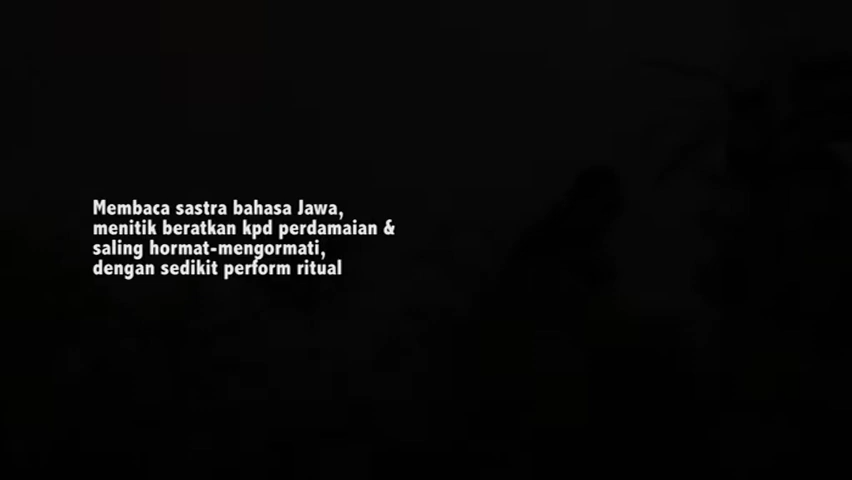 Membaca sastra bahasa Jawa,
menitik beratkan kpd perdamaian &
saling hormat-mengormati,
dengan sedikit perform ritual